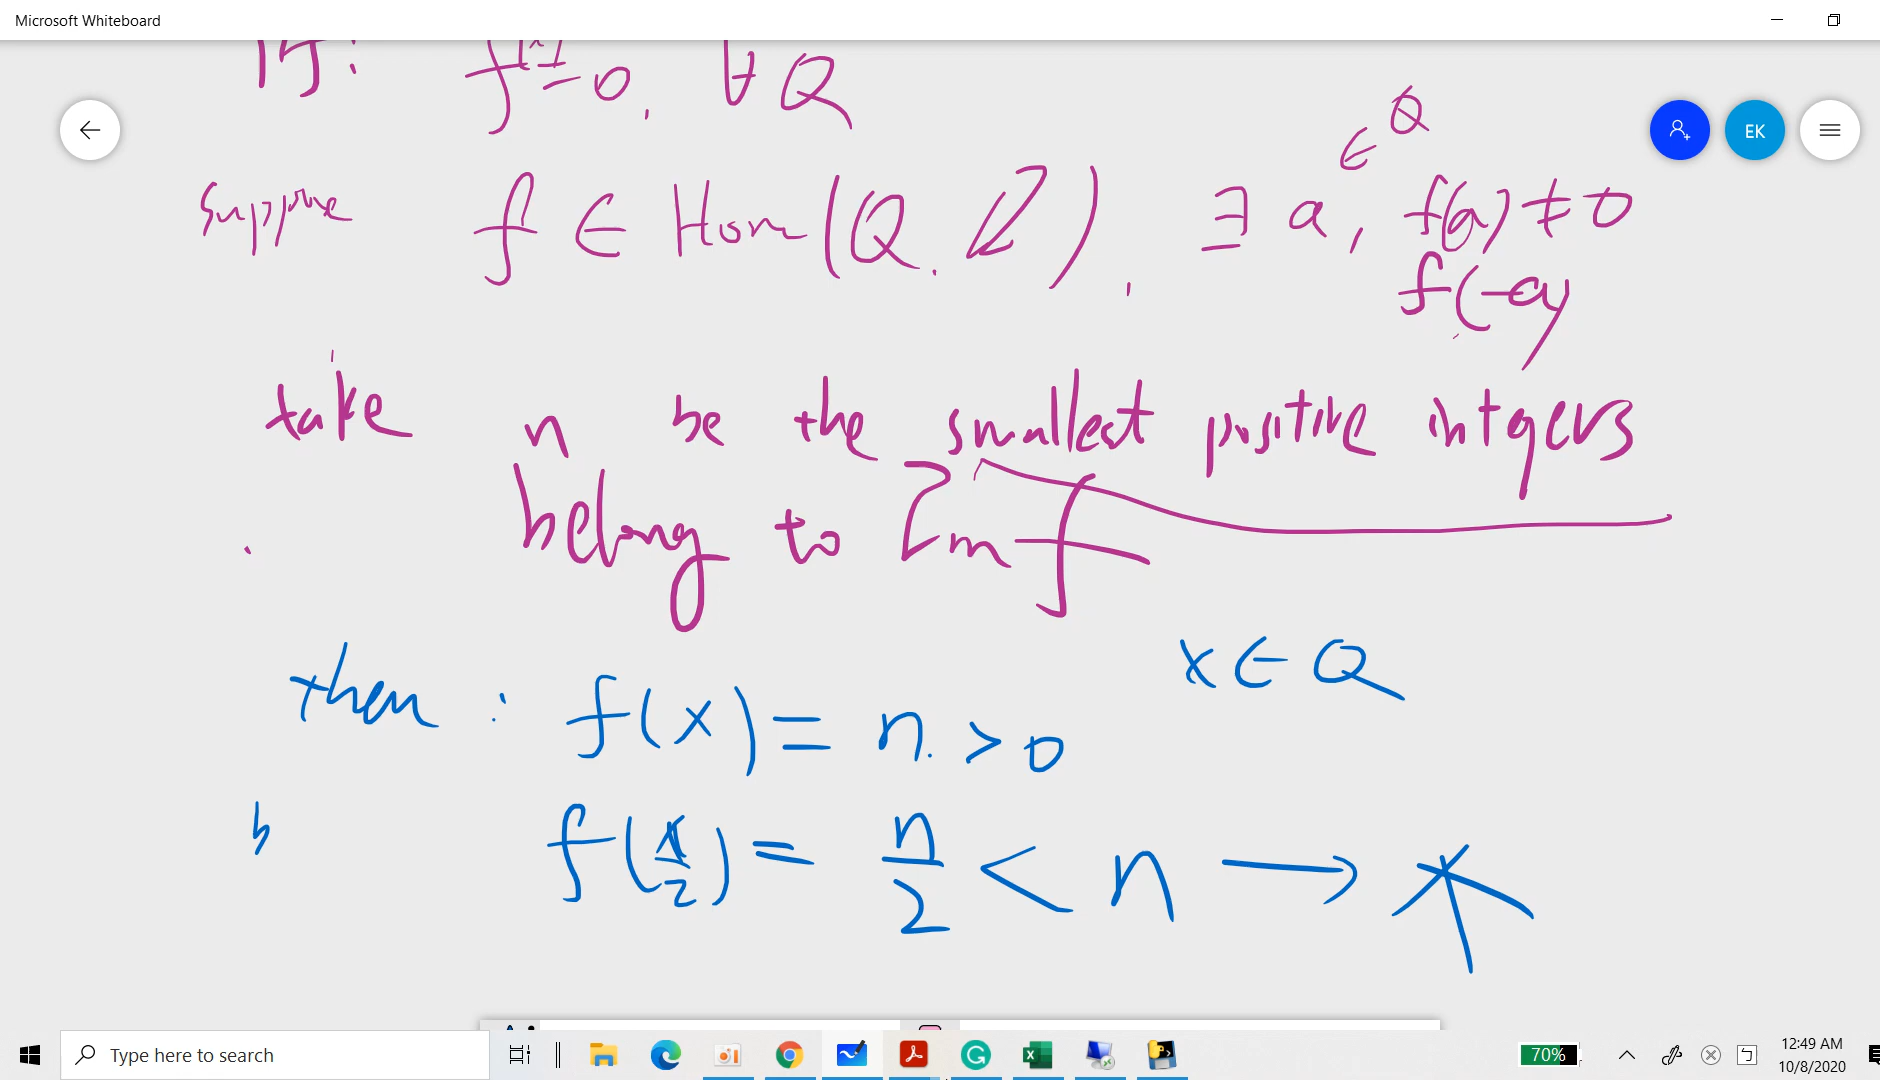 Microsoft Whiteboard
If: f(x)=0, ∀ Q
∈ Q
EK
Suppose f ∈ Hom(Q, Z), ∃ a, f(a) ≠ 0
f(-a)
take n be the smallest positive integers
belong to Im f
x ∈ Q
then: f(x) = n > 0
h f(x/2) = n/2 < n →
Type here to search
70%
12:49 AM
10/8/2020